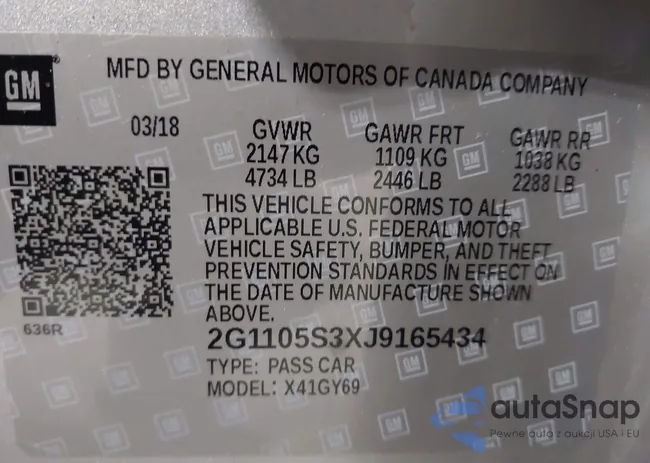 GM
MFD BY GENERAL MOTORS OF CANADA COMPANY
03/18 GVWR GAWR FRT GAWR RR
2147 KG 1109 KG 1038 KG
4734 LB 2446 LB 2288 LB
THIS VEHICLE CONFORMS TO ALL
APPLICABLE U.S. FEDERAL MOTOR
VEHICLE SAFETY, BUMPER, AND THEFT
PREVENTION STANDARDS IN EFFECT ON
THE DATE OF MANUFACTURE SHOWN
ABOVE.
636R
2G1105S3XJ9165434
TYPE: PASS CAR
MODEL: X41GY69
autaSnap
Pewne auta z aukcji USA i EU